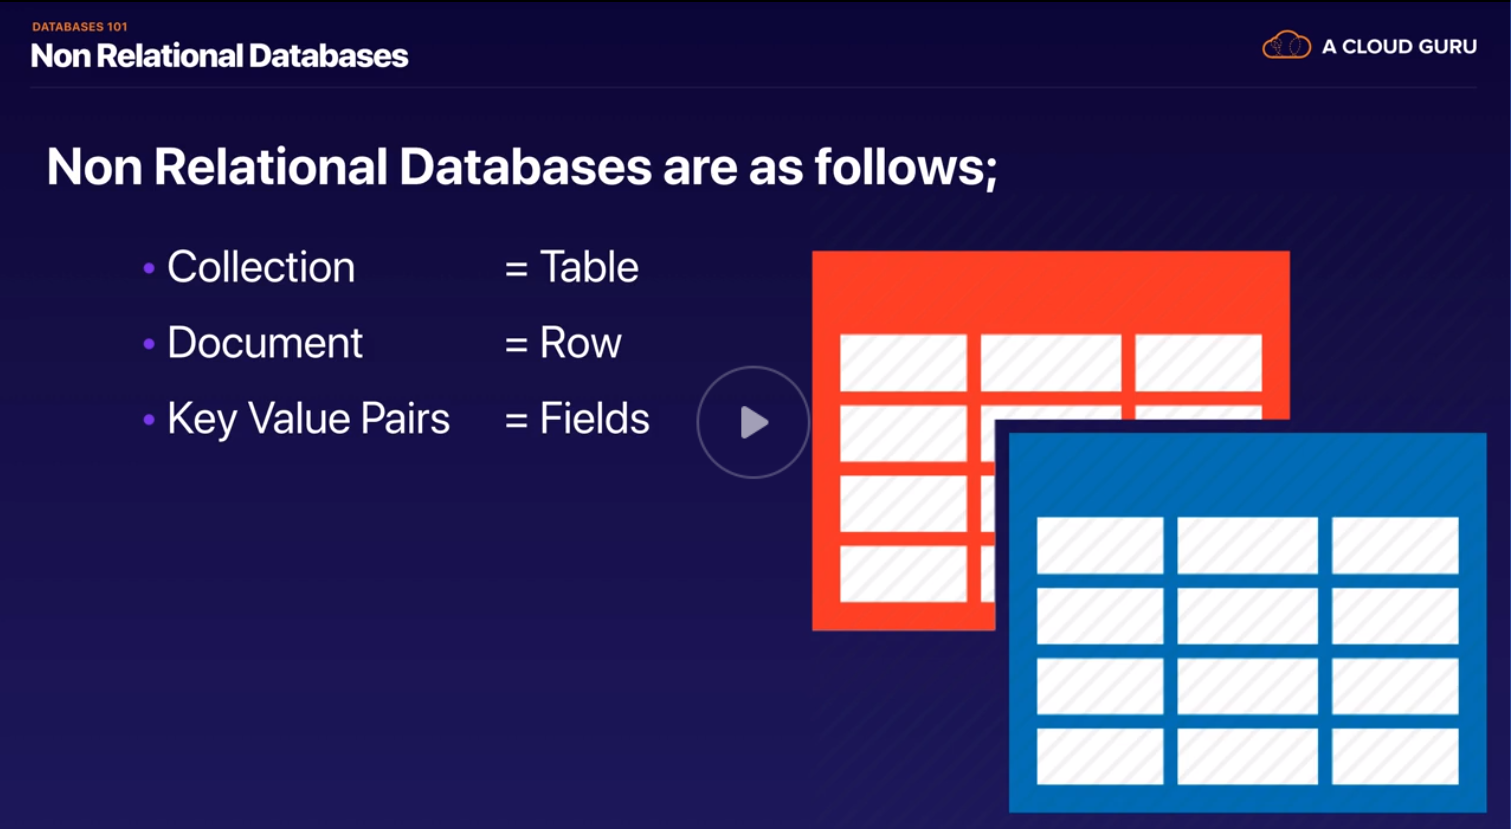 DATABASES 101
Non Relational Databases
A CLOUD GURU
Non Relational Databases are as follows;
• Collection = Table
• Document = Row
• Key Value Pairs = Fields